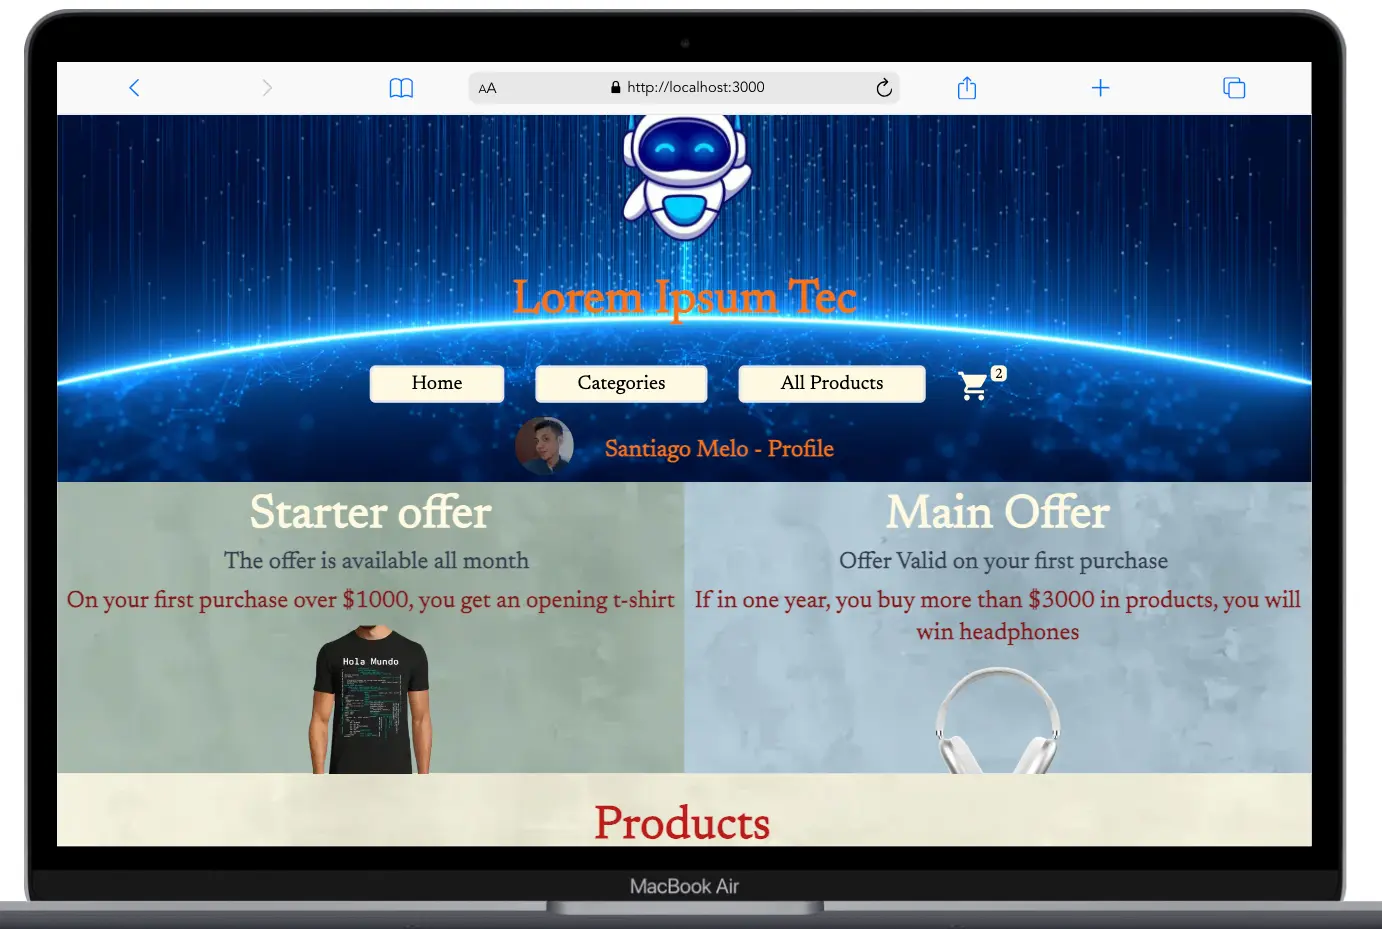 AA
http://localhost:3000
Lorem Ipsum Tec
Home
Categories
All Products
2
Santiago Melo - Profile
Starter offer
The offer is available all month
On your first purchase over $1000, you get an opening t-shirt
Hola Mundo
Main Offer
Offer Valid on your first purchase
If in one year, you buy more than $3000 in products, you will
win headphones
Products
MacBook Air